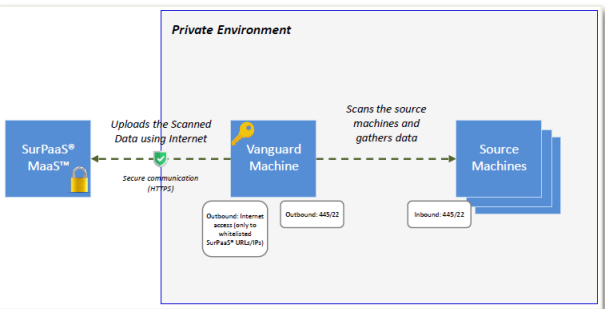 Private Environment
Scans the source
machines and
gathers data
Uploads the Scanned
Data using Internet
SurPaaS®
MaaS™
Vanguard
Machine
Source
Machines
Secure communication
(HTTPS)
Outbound: Internet
access (only to
whitelisted
SurPaaS® URLs/IPs)
Outbound: 445/22
Inbound: 445/22